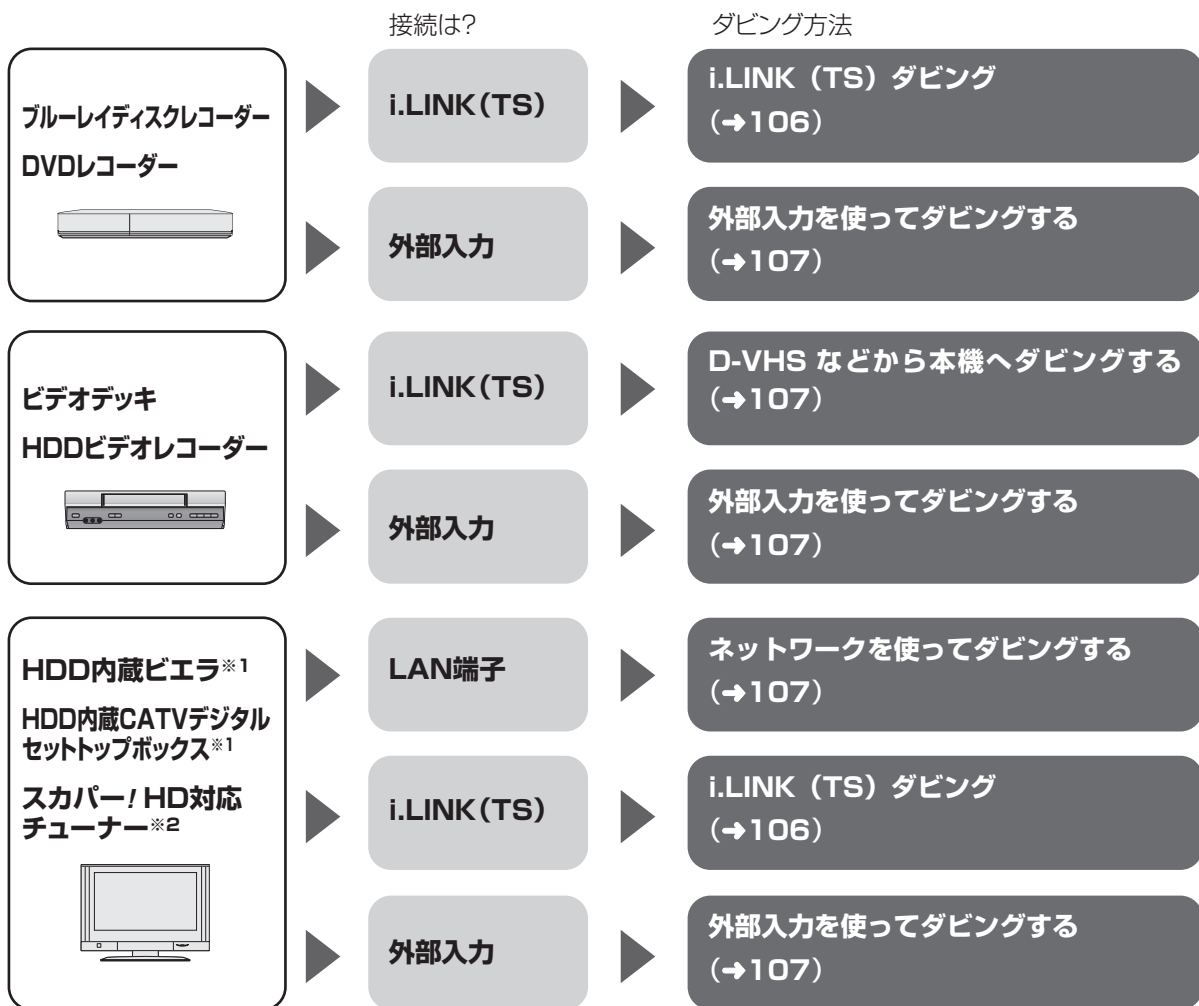 接続は?
ダビング方法
ブルーレイディスクレコーダー
DVDレコーダー
i.LINK(TS)
i.LINK（TS）ダビング
（➜106）
外部入力
外部入力を使ってダビングする
（➜107）
ビデオデッキ
HDDビデオレコーダー
i.LINK(TS)
D-VHS などから本機へダビングする
（➜107）
外部入力
外部入力を使ってダビングする
（➜107）
HDD内蔵ビエラ※1
HDD内蔵CATVデジタル
セットトップボックス※1
スカパー! HD対応
チューナー※2
LAN端子
ネットワークを使ってダビングする
（➜107）
i.LINK(TS)
i.LINK（TS）ダビング
（➜106）
外部入力
外部入力を使ってダビングする
（➜107）